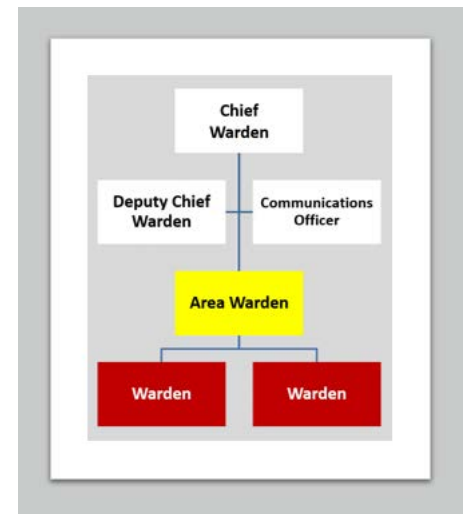 Chief
Warden
Deputy Chief
Warden
Communications
Officer
Area Warden
Warden
Warden